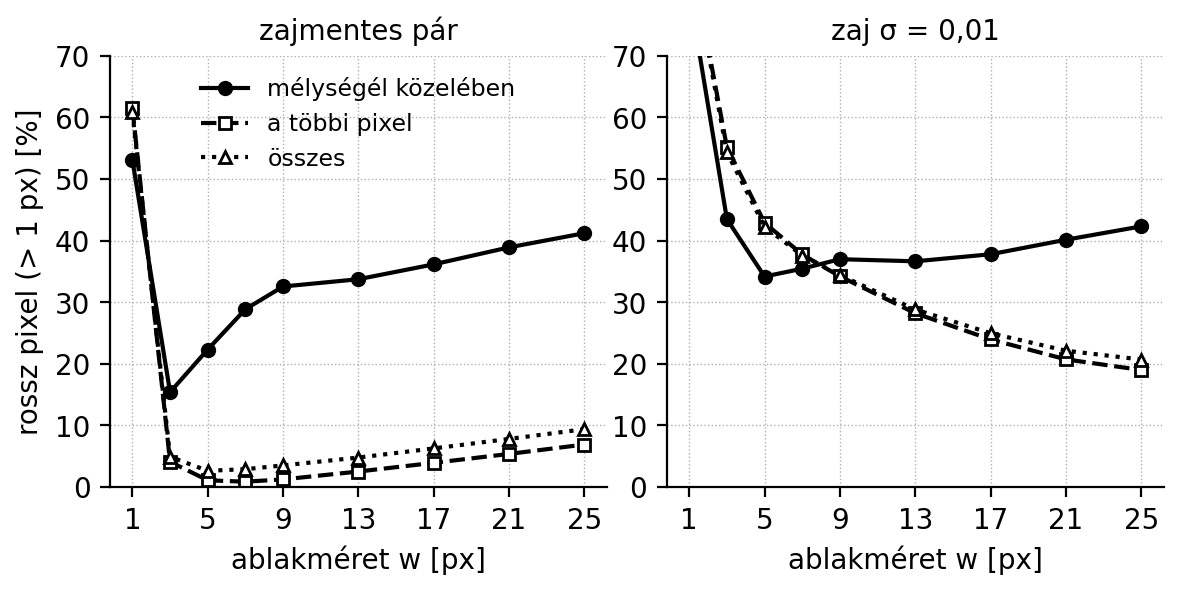 zajmentes pár
zaj σ = 0,01
rossz pixel (> 1 px) [%]
70
60
50
40
30
20
10
0
mélységél közelében
a többi pixel
összes
1 5 9 13 17 21 25
ablakméret w [px]
70
60
50
40
30
20
10
0
1 5 9 13 17 21 25
ablakméret w [px]